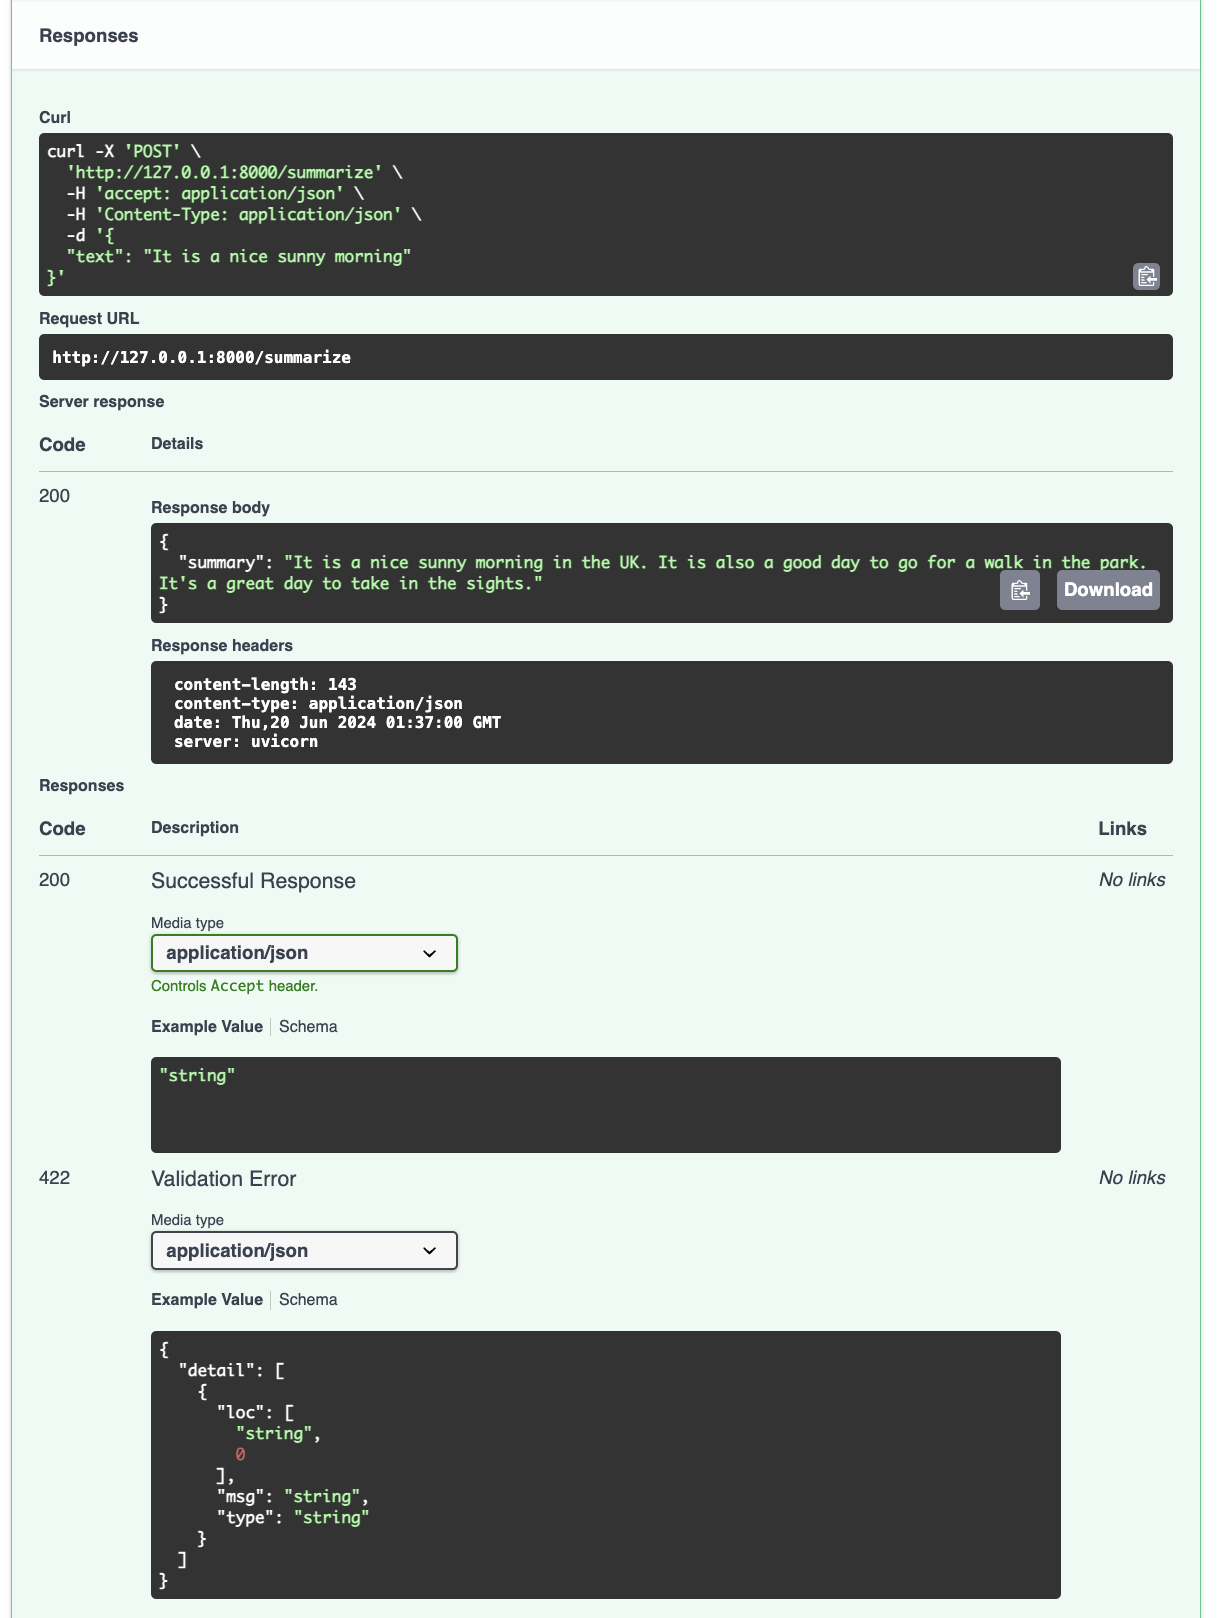 Responses
Curl
curl -X 'POST' \
'http://127.0.0.1:8000/summarize' \
-H 'accept: application/json' \
-H 'Content-Type: application/json' \
-d '{
"text": "It is a nice sunny morning"
}'
Request URL
http://127.0.0.1:8000/summarize
Server response
Code Details
200
Response body
{
"summary": "It is a nice sunny morning in the UK. It is also a good day to go for a walk in the park.
It's a great day to take in the sights."
}
Download
Response headers
content-length: 143
content-type: application/json
date: Thu,20 Jun 2024 01:37:00 GMT
server: uvicorn
Responses
Code Description Links
200 Successful Response No links
Media type
application/json
Controls Accept header.
Example Value Schema
"string"
422 Validation Error No links
Media type
application/json
Example Value Schema
{
"detail": [
{
"loc": [
"string",
0
],
"msg": "string",
"type": "string"
}
]
}